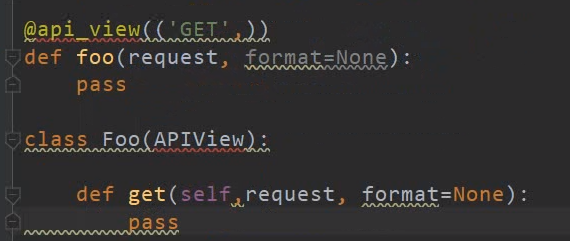 @api_view(('GET',))
def foo(request, format=None):
    pass
class Foo(APIView):
    def get(self,request, format=None):
        pass